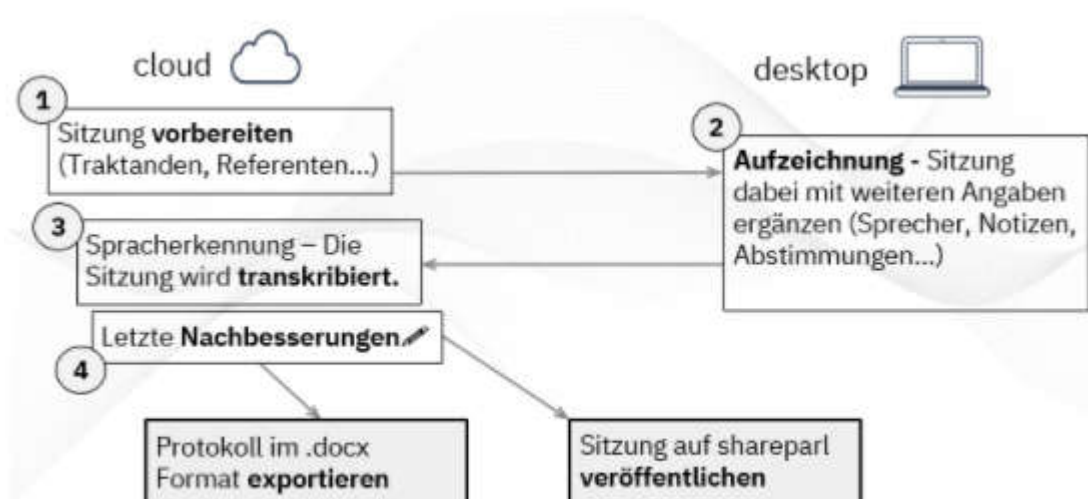 cloud
desktop
1
Sitzung vorbereiten
(Traktanden, Referenten...)
2
Aufzeichnung - Sitzung
dabei mit weiteren Angaben
ergänzen (Sprecher, Notizen,
Abstimmungen...)
3
Spracherkennung – Die
Sitzung wird transkribiert.
4
Letzte Nachbesserungen
Protokoll im .docx
Format exportieren
Sitzung auf shareparl
veröffentlichen